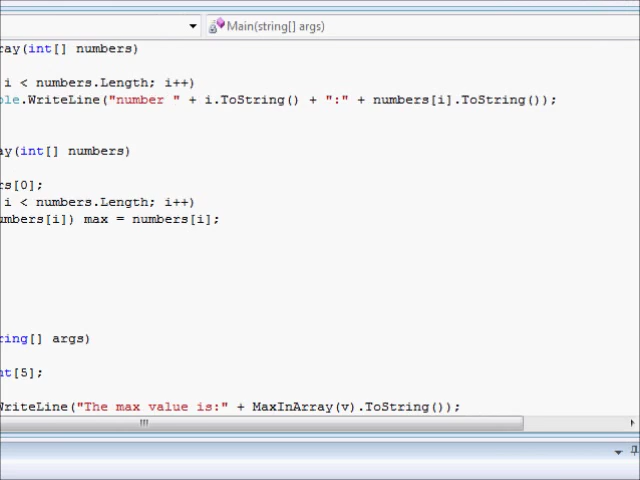 Main(string[] args)
ray(int[] numbers)
i < numbers.Length; i++)
ole.WriteLine("number " + i.ToString() + ":" + numbers[i].ToString());
ay(int[] numbers)
rs[0];
i < numbers.Length; i++)
umbers[i]) max = numbers[i];
ring[] args)
nt[5];
WriteLine("The max value is:" + MaxInArray(v).ToString());